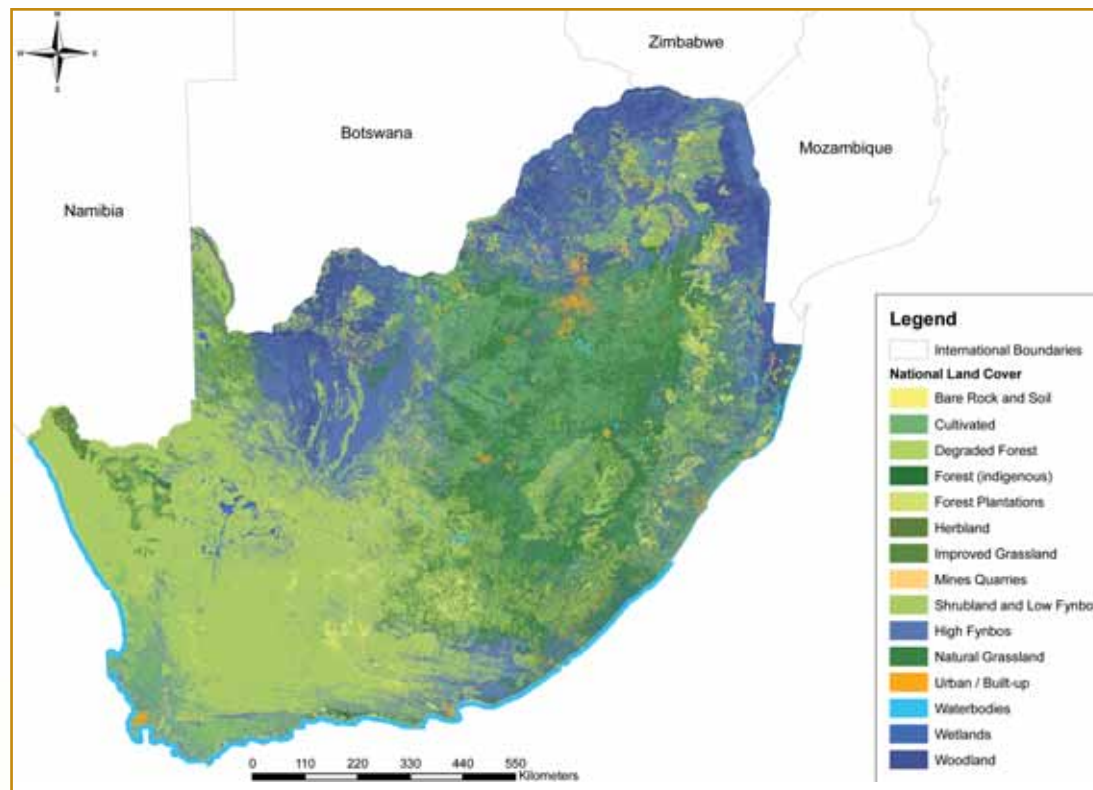 N
W
E
S
Zimbabwe
Botswana
Mozambique
Namibia
Legend
International Boundaries
National Land Cover
Bare Rock and Soil
Cultivated
Degraded Forest
Forest (indigenous)
Forest Plantations
Herbland
Improved Grassland
Mines Quarries
Shrubland and Low Fynbo
High Fynbos
Natural Grassland
Urban / Built-up
Waterbodies
Wetlands
Woodland
0 110 220 330 440 550
Kilometers